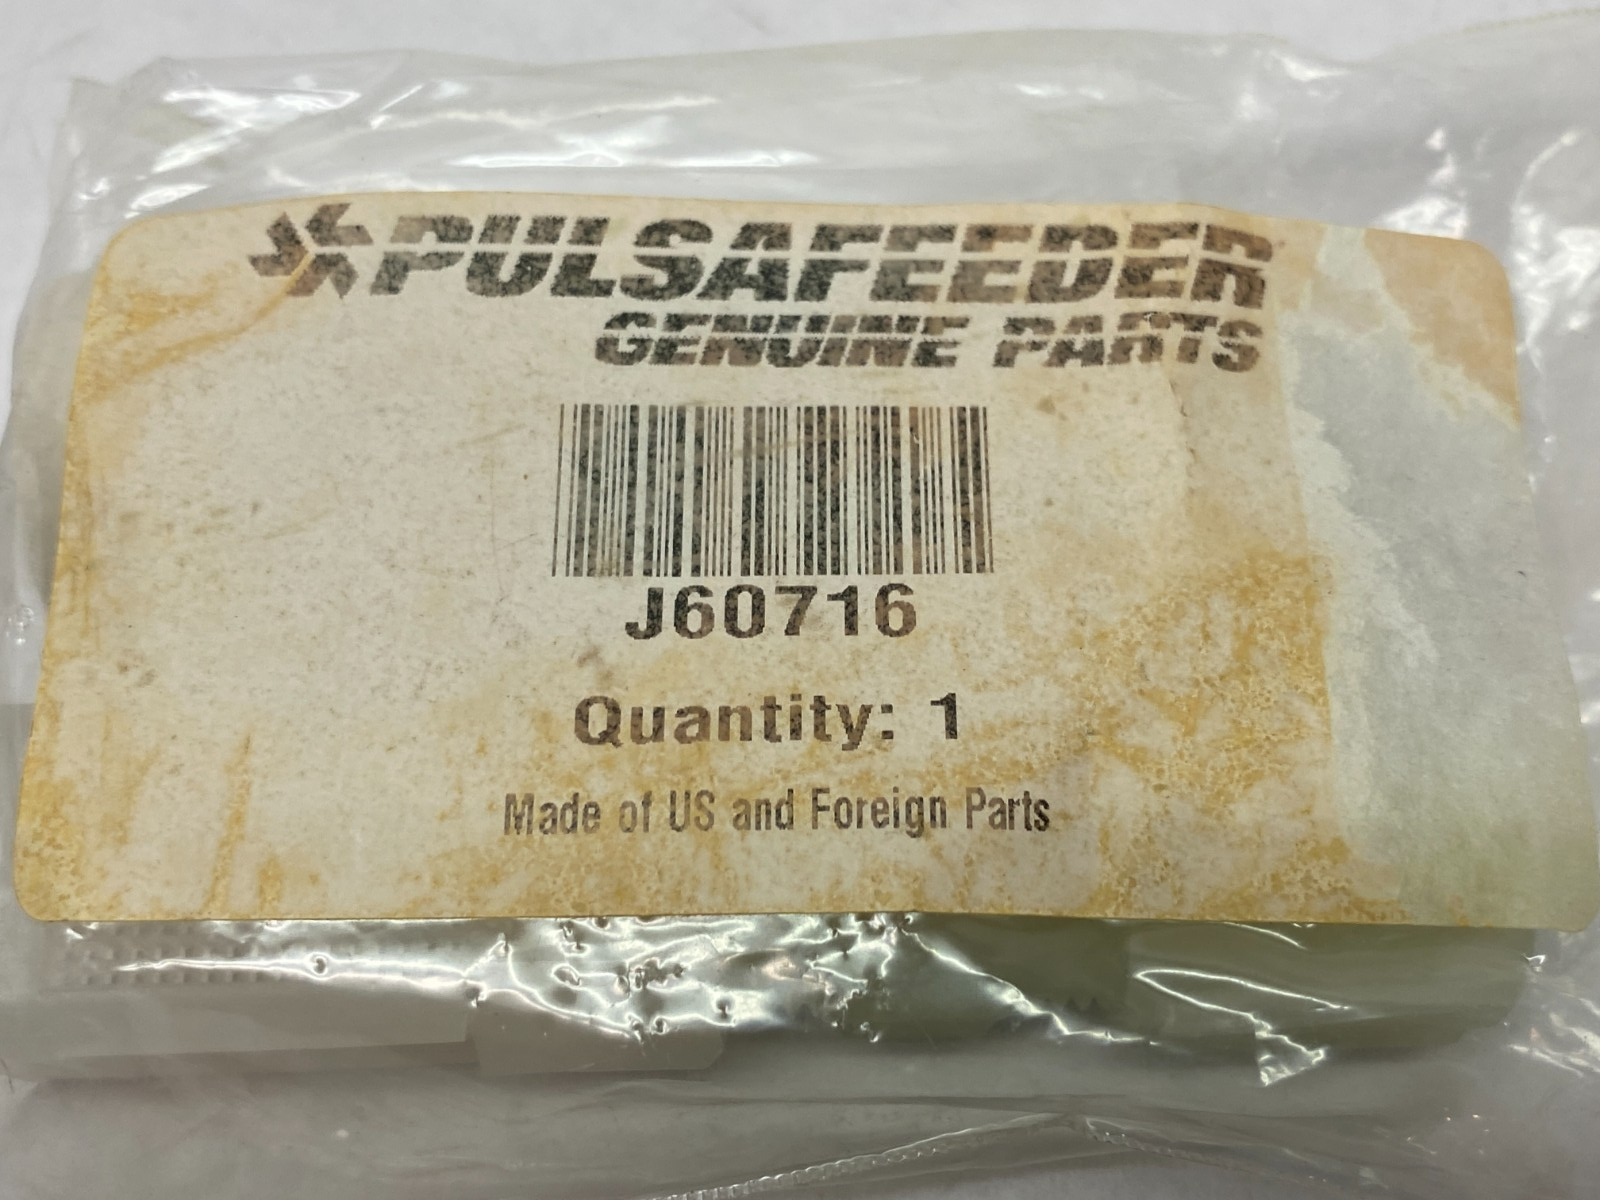 PULSAFEEDER
GENUINE PARTS
J60716
Quantity: 1
Made of US and Foreign Parts